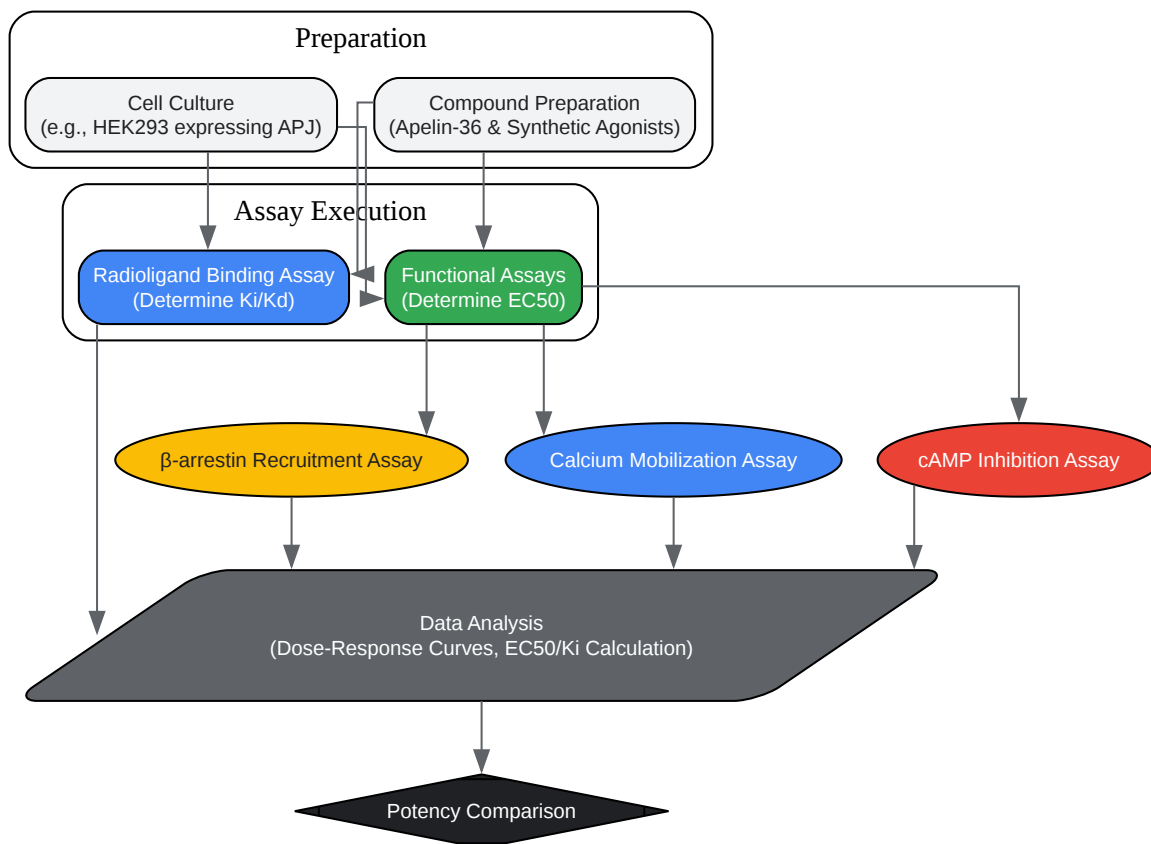 Preparation
Cell Culture
(e.g., HEK293 expressing APJ)
Compound Preparation
(Apelin-36 & Synthetic Agonists)
Assay Execution
Radioligand Binding Assay
(Determine Ki/Kd)
Functional Assays
(Determine EC50)
β-arrestin Recruitment Assay
Calcium Mobilization Assay
cAMP Inhibition Assay
Data Analysis
(Dose-Response Curves, EC50/Ki Calculation)
Potency Comparison